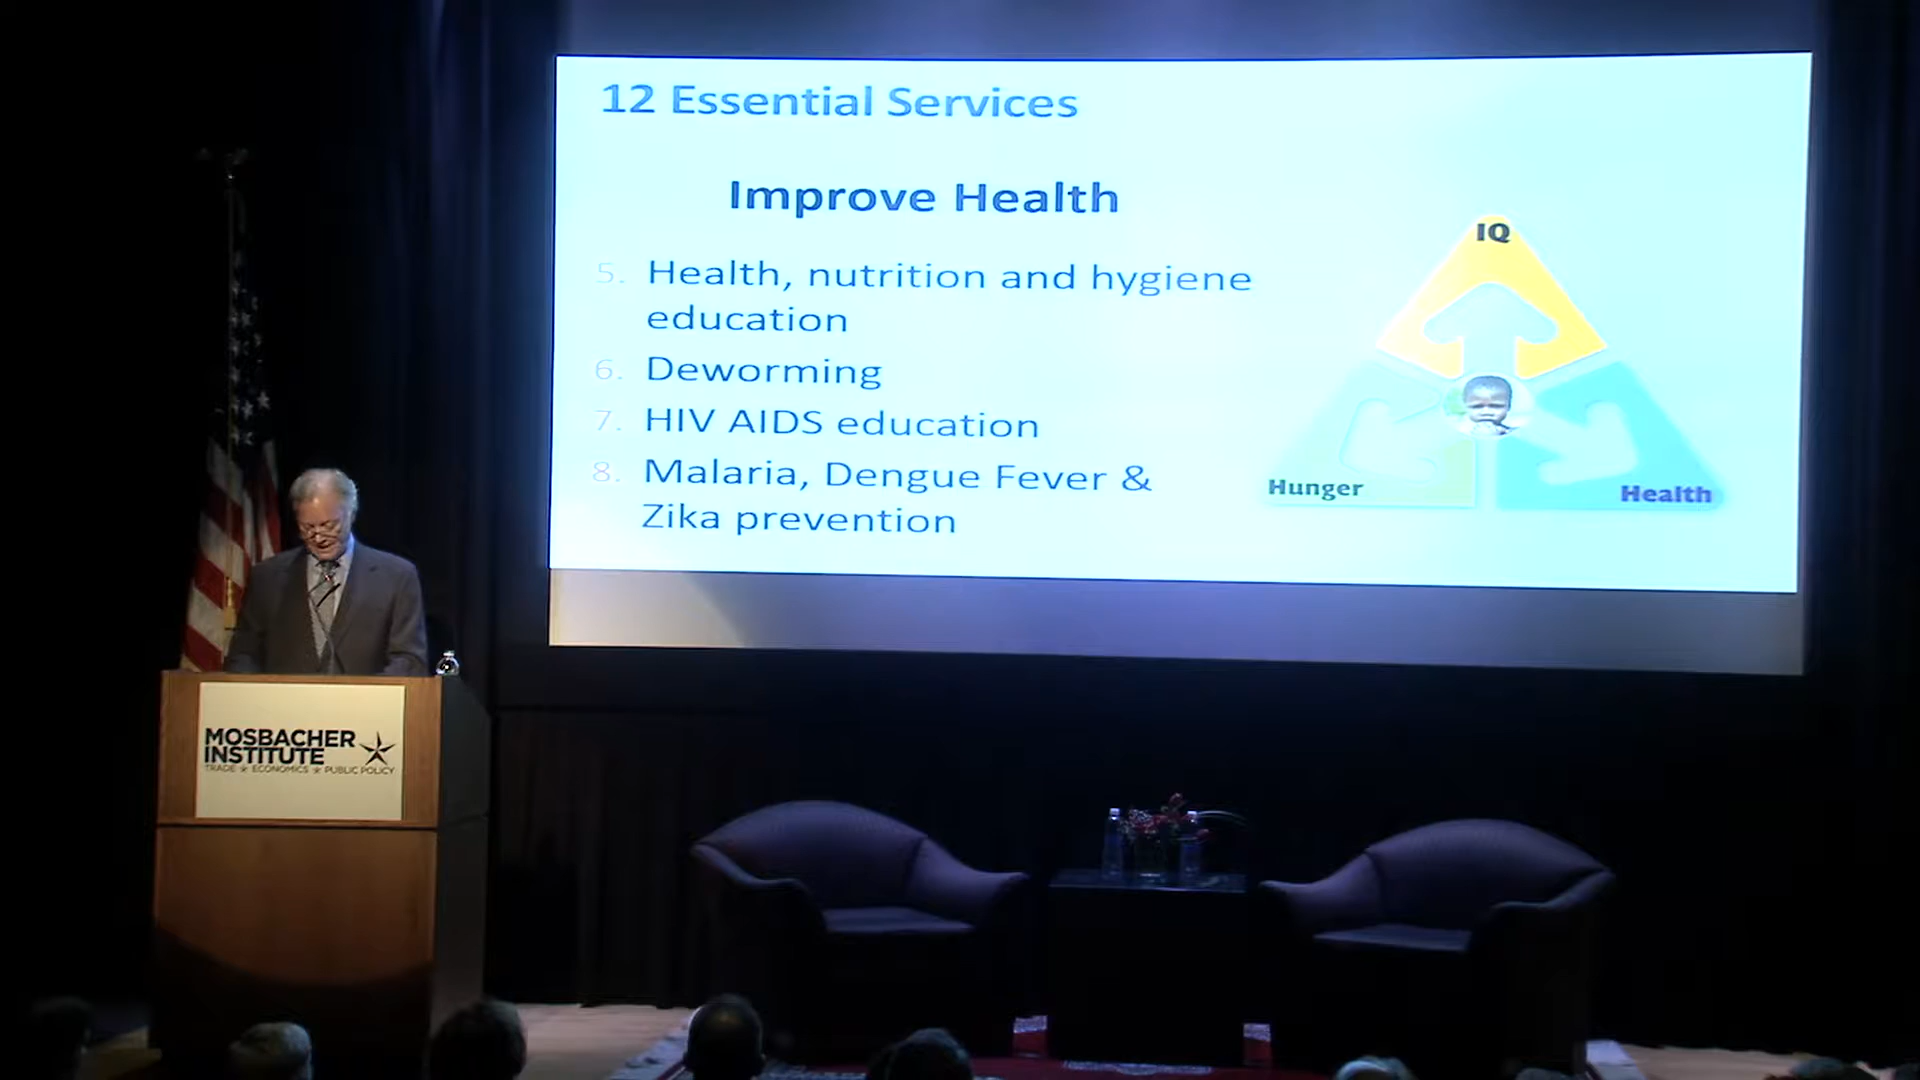 12 Essential Services
Improve Health
5. Health, nutrition and hygiene
education
6. Deworming
7. HIV AIDS education
8. Malaria, Dengue Fever &
Zika prevention
IQ
Hunger
Health
MOSBACHER
INSTITUTE
TRADE ★ ECONOMICS ★ PUBLIC POLICY